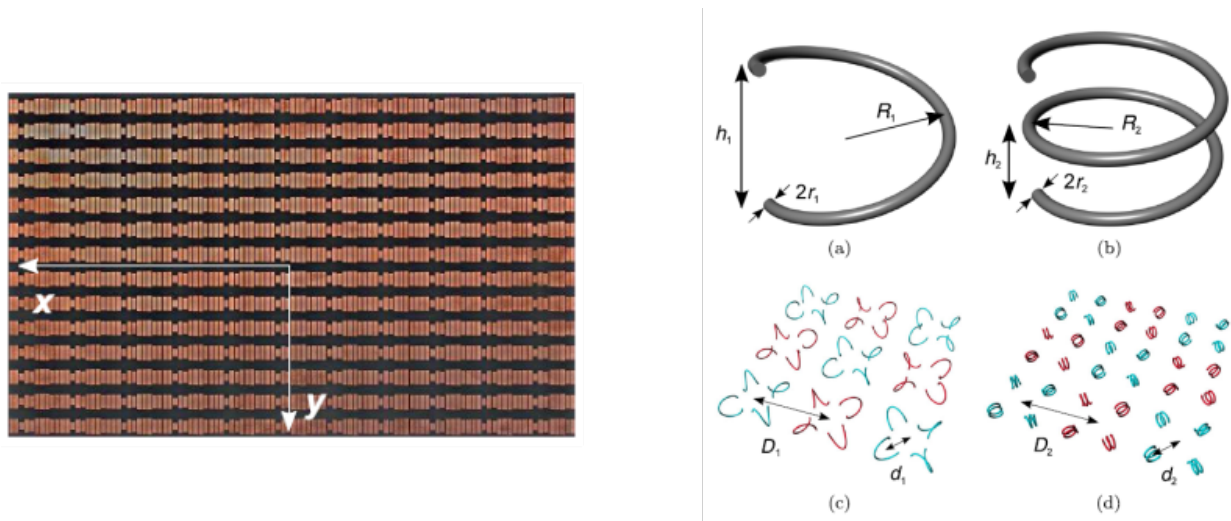 x
y
h₁
R₁
2r₁
(a)
h₂
R₂
2r₂
(b)
D₁
d₁
(c)
D₂
d₂
(d)